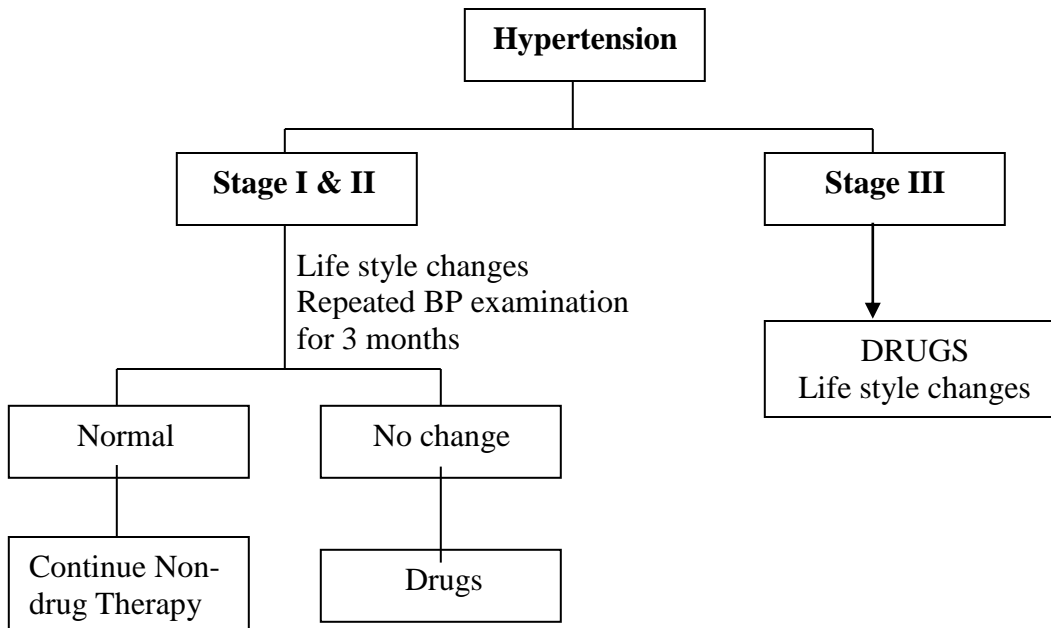 Hypertension
Stage I & II
Stage III
Life style changes
Repeated BP examination
for 3 months
DRUGS
Life style changes
Normal
No change
Continue Non-
drug Therapy
Drugs